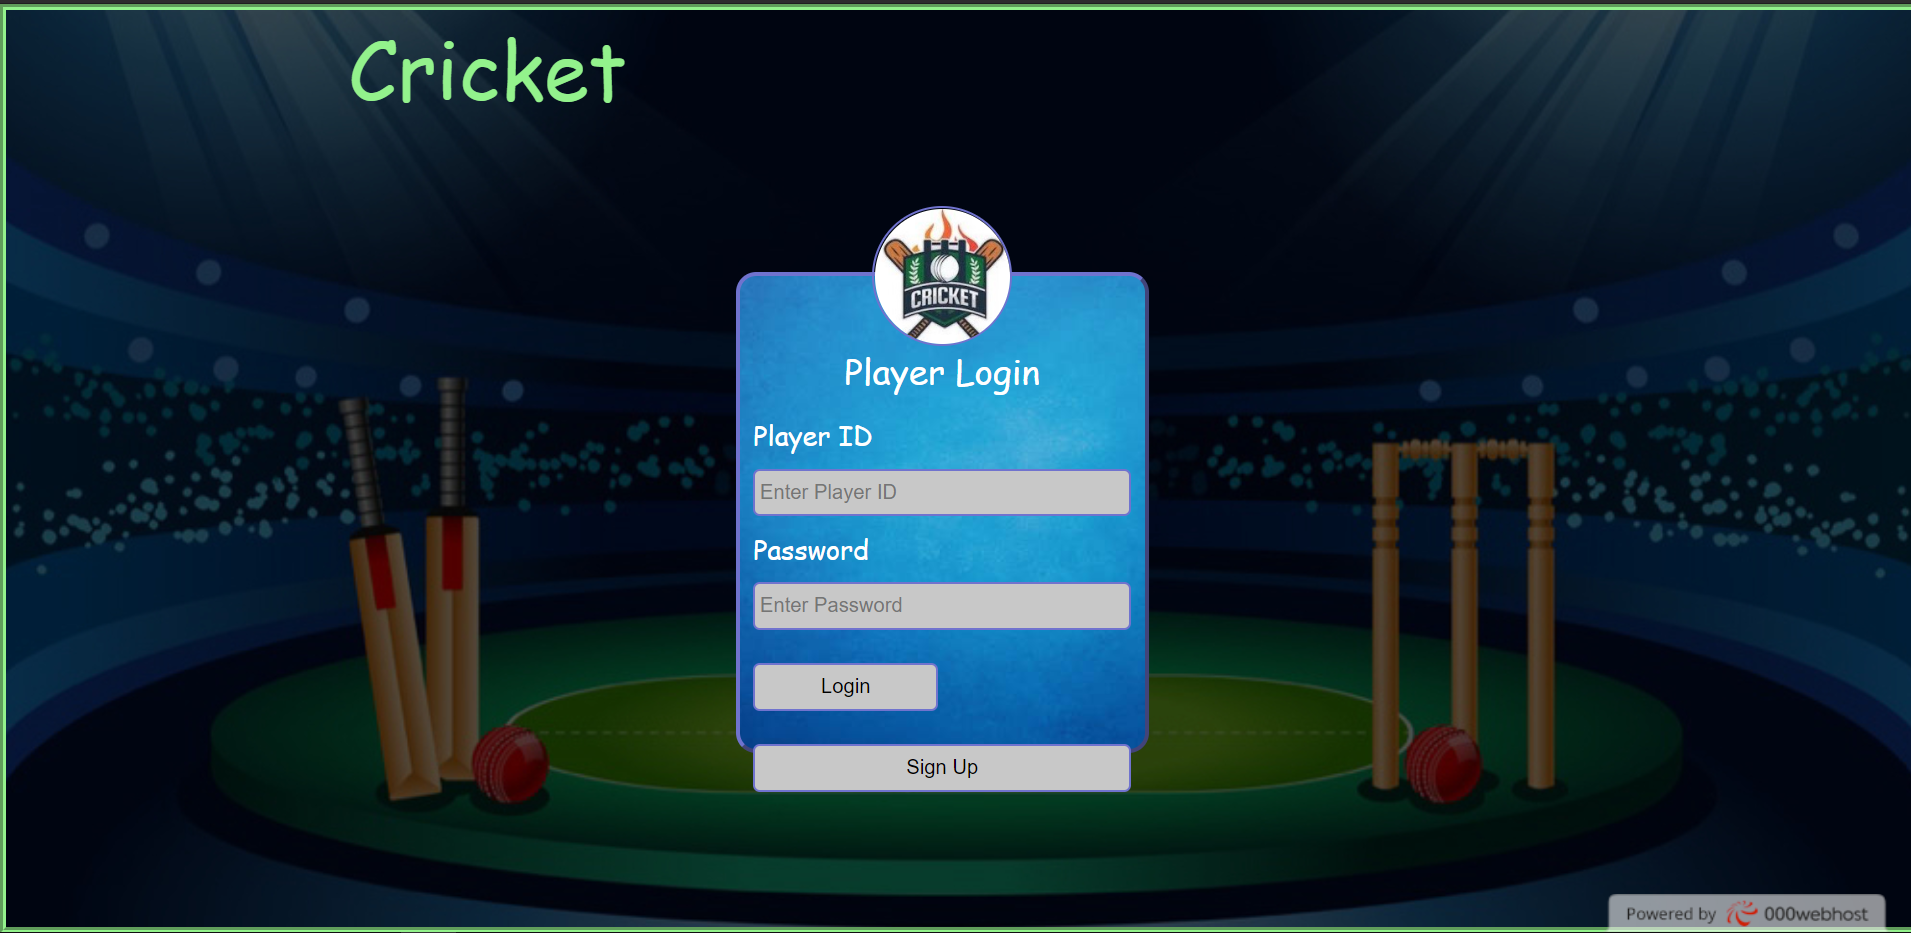 Cricket
CRICKET
Player Login
Player ID
Enter Player ID
Password
Enter Password
Login
Sign Up
Powered by 000webhost